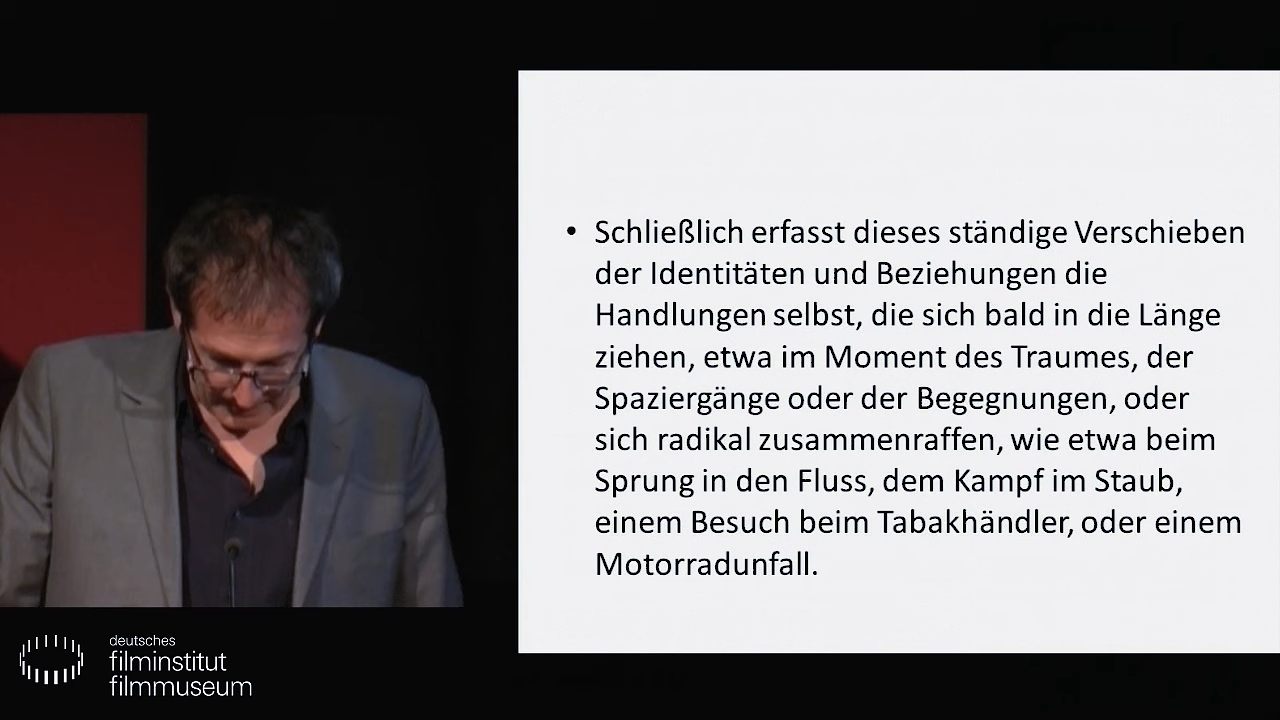 • Schließlich erfasst dieses ständige Verschieben
der Identitäten und Beziehungen die
Handlungen selbst, die sich bald in die Länge
ziehen, etwa im Moment des Traumes, der
Spaziergänge oder der Begegnungen, oder
sich radikal zusammenraffen, wie etwa beim
Sprung in den Fluss, dem Kampf im Staub,
einem Besuch beim Tabakhändler, oder einem
Motorradunfall.
deutsches
filminstitut
filmmuseum